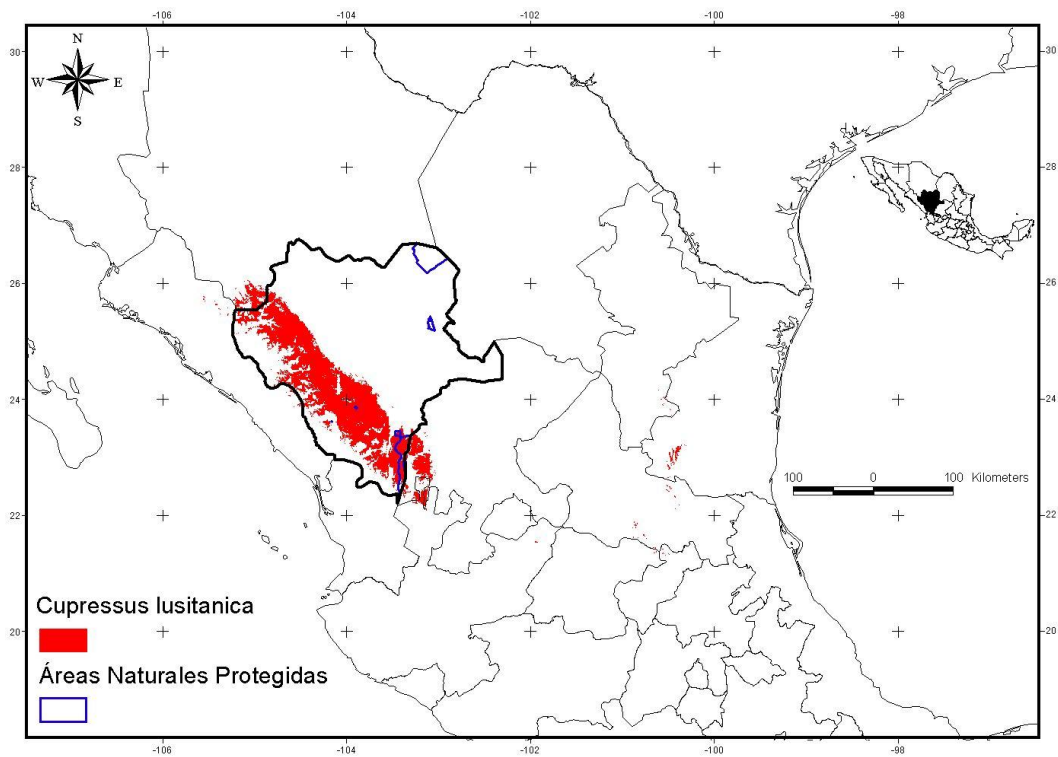 -106 -104 -102 -100 -98
30 30
28 28
26 26
24 24
22 22
20 20
-106 -104 -102 -100 -98
N
W E
S
100 0 100 Kilometers
Cupressus lusitanica
Áreas Naturales Protegidas